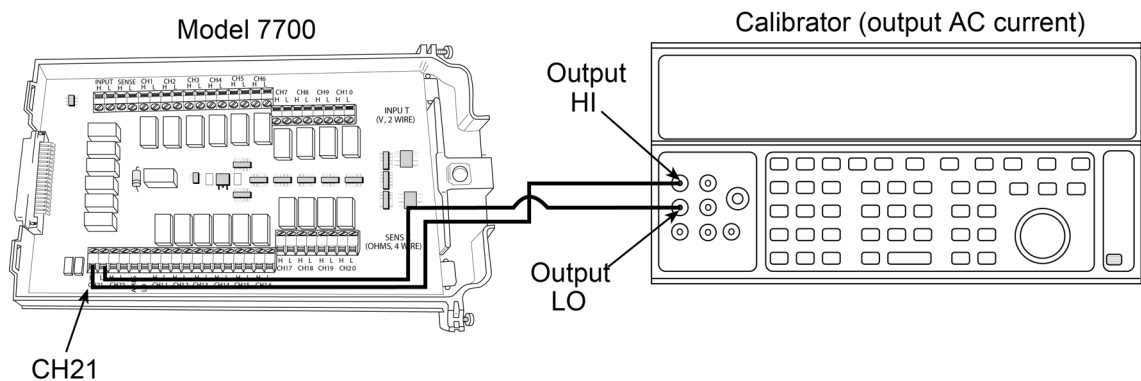 Model 7700
Calibrator (output AC current)
Output
HI
INPUT SENSE CH1 CH2 CH3 CH4 CH5 CH6
H L H L H L H L H L H L H L H L
CH7 CH8 CH9 CH10
H L H L H L H L
INPUT
(V, 2 WIRE)
SENS
(OHMS, 4 WIRE)
H L H L H L H L
CH17 CH18 CH19 CH20
Output
LO
CH21